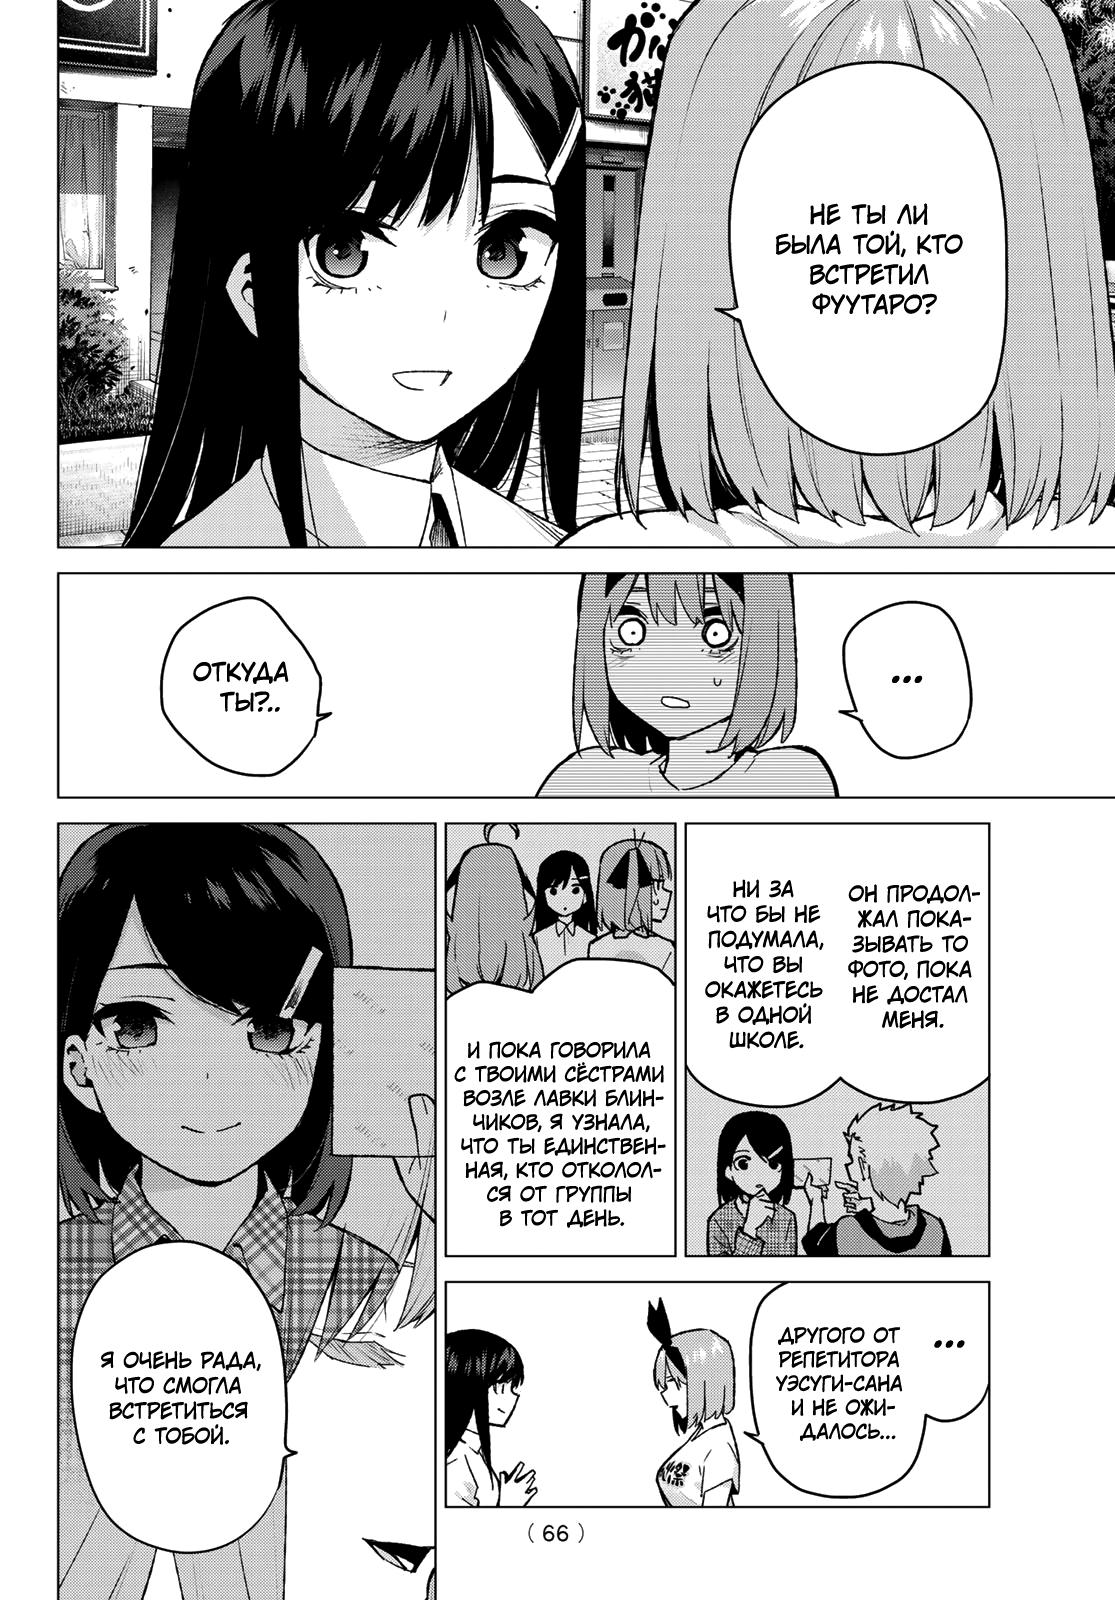 かば
猫
НЕ ТЫ ЛИ
БЫЛА ТОЙ, КТО
ВСТРЕТИЛ
ФУУТАРО?
...
ОТКУДА
ТЫ?..
ОН ПРОДОЛ-
ЖАЛ ПОКА-
ЗЫВАТЬ ТО
ФОТО, ПОКА
НЕ ДОСТАЛ
МЕНЯ.
НИ ЗА
ЧТО БЫ НЕ
ПОДУМАЛА,
ЧТО ВЫ
ОКАЖЕТЕСЬ
В ОДНОЙ
ШКОЛЕ.
И ПОКА ГОВОРИЛА
С ТВОИМИ СЁСТРАМИ
ВОЗЛЕ ЛАВКИ БЛИН-
ЧИКОВ, Я УЗНАЛА,
ЧТО ТЫ ЕДИНСТВЕН-
НАЯ, КТО ОТКОЛОЛ-
СЯ ОТ ГРУППЫ
В ТОТ ДЕНЬ.
Я ОЧЕНЬ РАДА,
ЧТО СМОГЛА
ВСТРЕТИТЬСЯ
С ТОБОЙ.
...
ДРУГОГО ОТ
РЕПЕТИТОРА
УЭСУГИ-САНА
И НЕ ОЖИ-
ДАЛОСЬ...
( 66 )